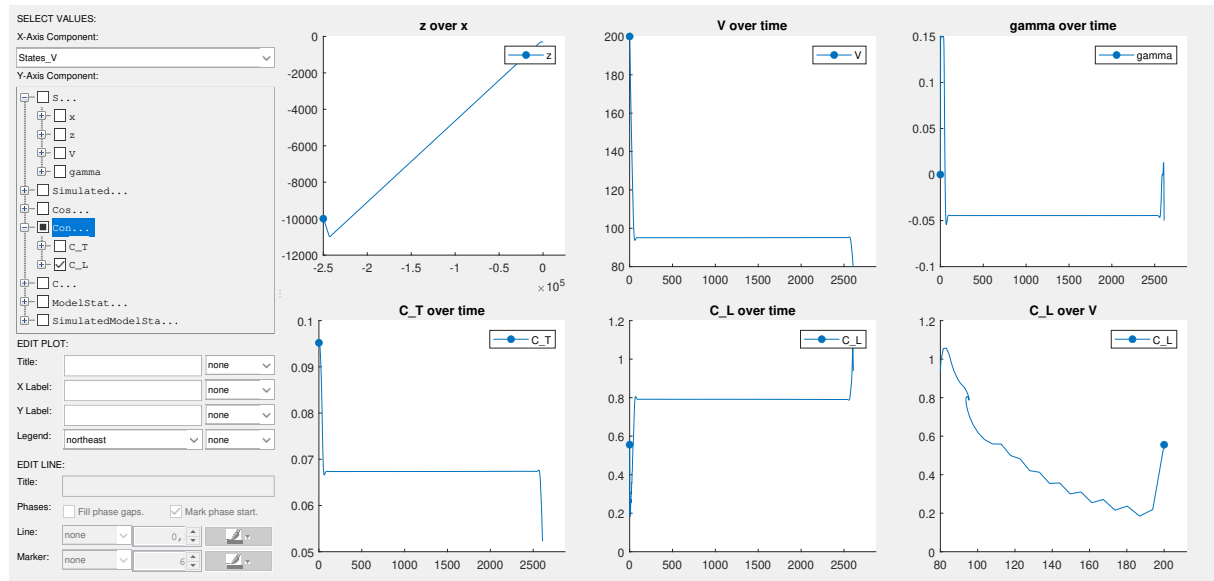 SELECT VALUES:
X-Axis Component:
States_V
Y-Axis Component:
S...
x
z
V
gamma
Simulated...
Cos...
Con...
C_T
C_L
C...
ModelStat...
SimulatedModelSta...
EDIT PLOT:
Title: none
X Label: none
Y Label: none
Legend: northeast none
EDIT LINE:
Title:
Phases: Fill phase gaps. Mark phase start.
Line: none 0,
Marker: none 6
z over x
z
0
-2000
-4000
-6000
-8000
-10000
-12000
-2.5 -2 -1.5 -1 -0.5 0
×10^5
V over time
V
200
180
160
140
120
100
80
0 500 1000 1500 2000 2500
gamma over time
gamma
0.15
0.1
0.05
0
-0.05
-0.1
0 500 1000 1500 2000 2500
C_T over time
C_T
0.1
0.09
0.08
0.07
0.06
0.05
0 500 1000 1500 2000 2500
C_L over time
C_L
1.2
1
0.8
0.6
0.4
0.2
0
0 500 1000 1500 2000 2500
C_L over V
C_L
1.2
1
0.8
0.6
0.4
0.2
0
80 100 120 140 160 180 200